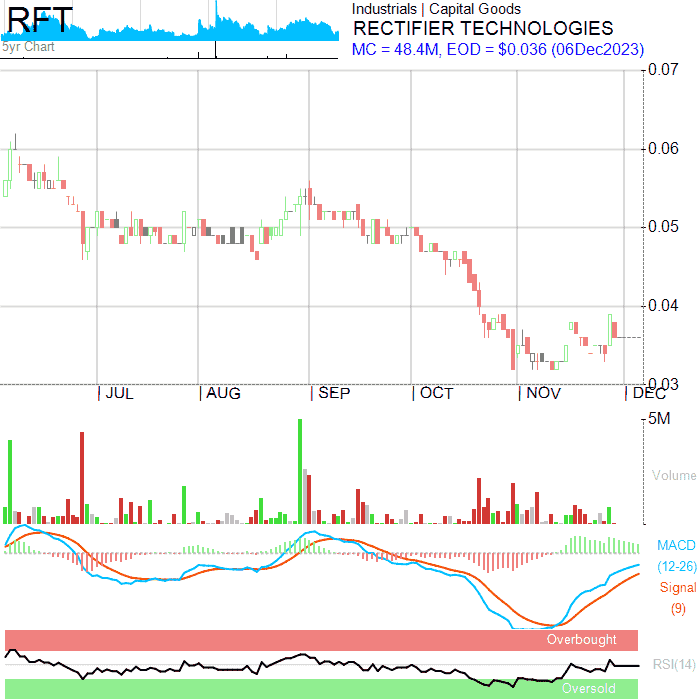 RFT
5yr Chart
Industrials | Capital Goods
RECTIFIER TECHNOLOGIES
MC = 48.4M, EOD = $0.036 (06Dec2023)
0.07
0.06
0.05
0.04
0.03
JUL
AUG
SEP
OCT
NOV
DEC
5M
Volume
MACD
(12-26)
Signal
(9)
Overbought
RSI(14)
Oversold